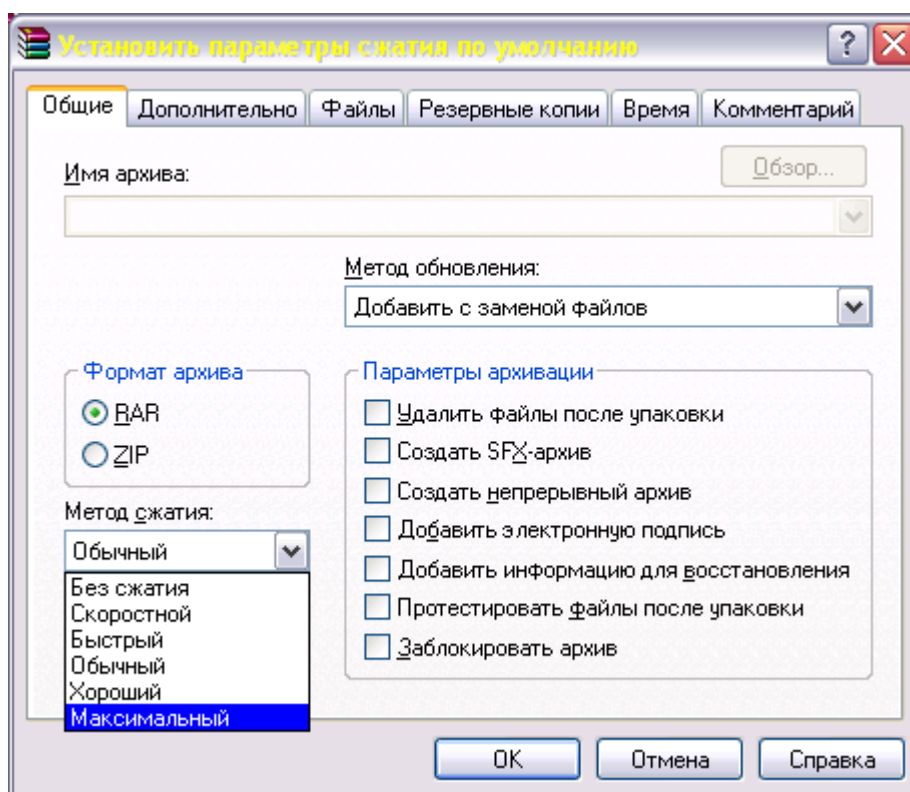 Установить параметры сжатия по умолчанию
Общие Дополнительно Файлы Резервные копии Время Комментарий
Имя архива:
Обзор...
Метод обновления:
Добавить с заменой файлов
Формат архива
RAR
ZIP
Метод сжатия:
Обычный
Без сжатия
Скоростной
Быстрый
Обычный
Хороший
Максимальный
Параметры архивации
Удалить файлы после упаковки
Создать SFX-архив
Создать непрерывный архив
Добавить электронную подпись
Добавить информацию для восстановления
Протестировать файлы после упаковки
Заблокировать архив
OK Отмена Справка